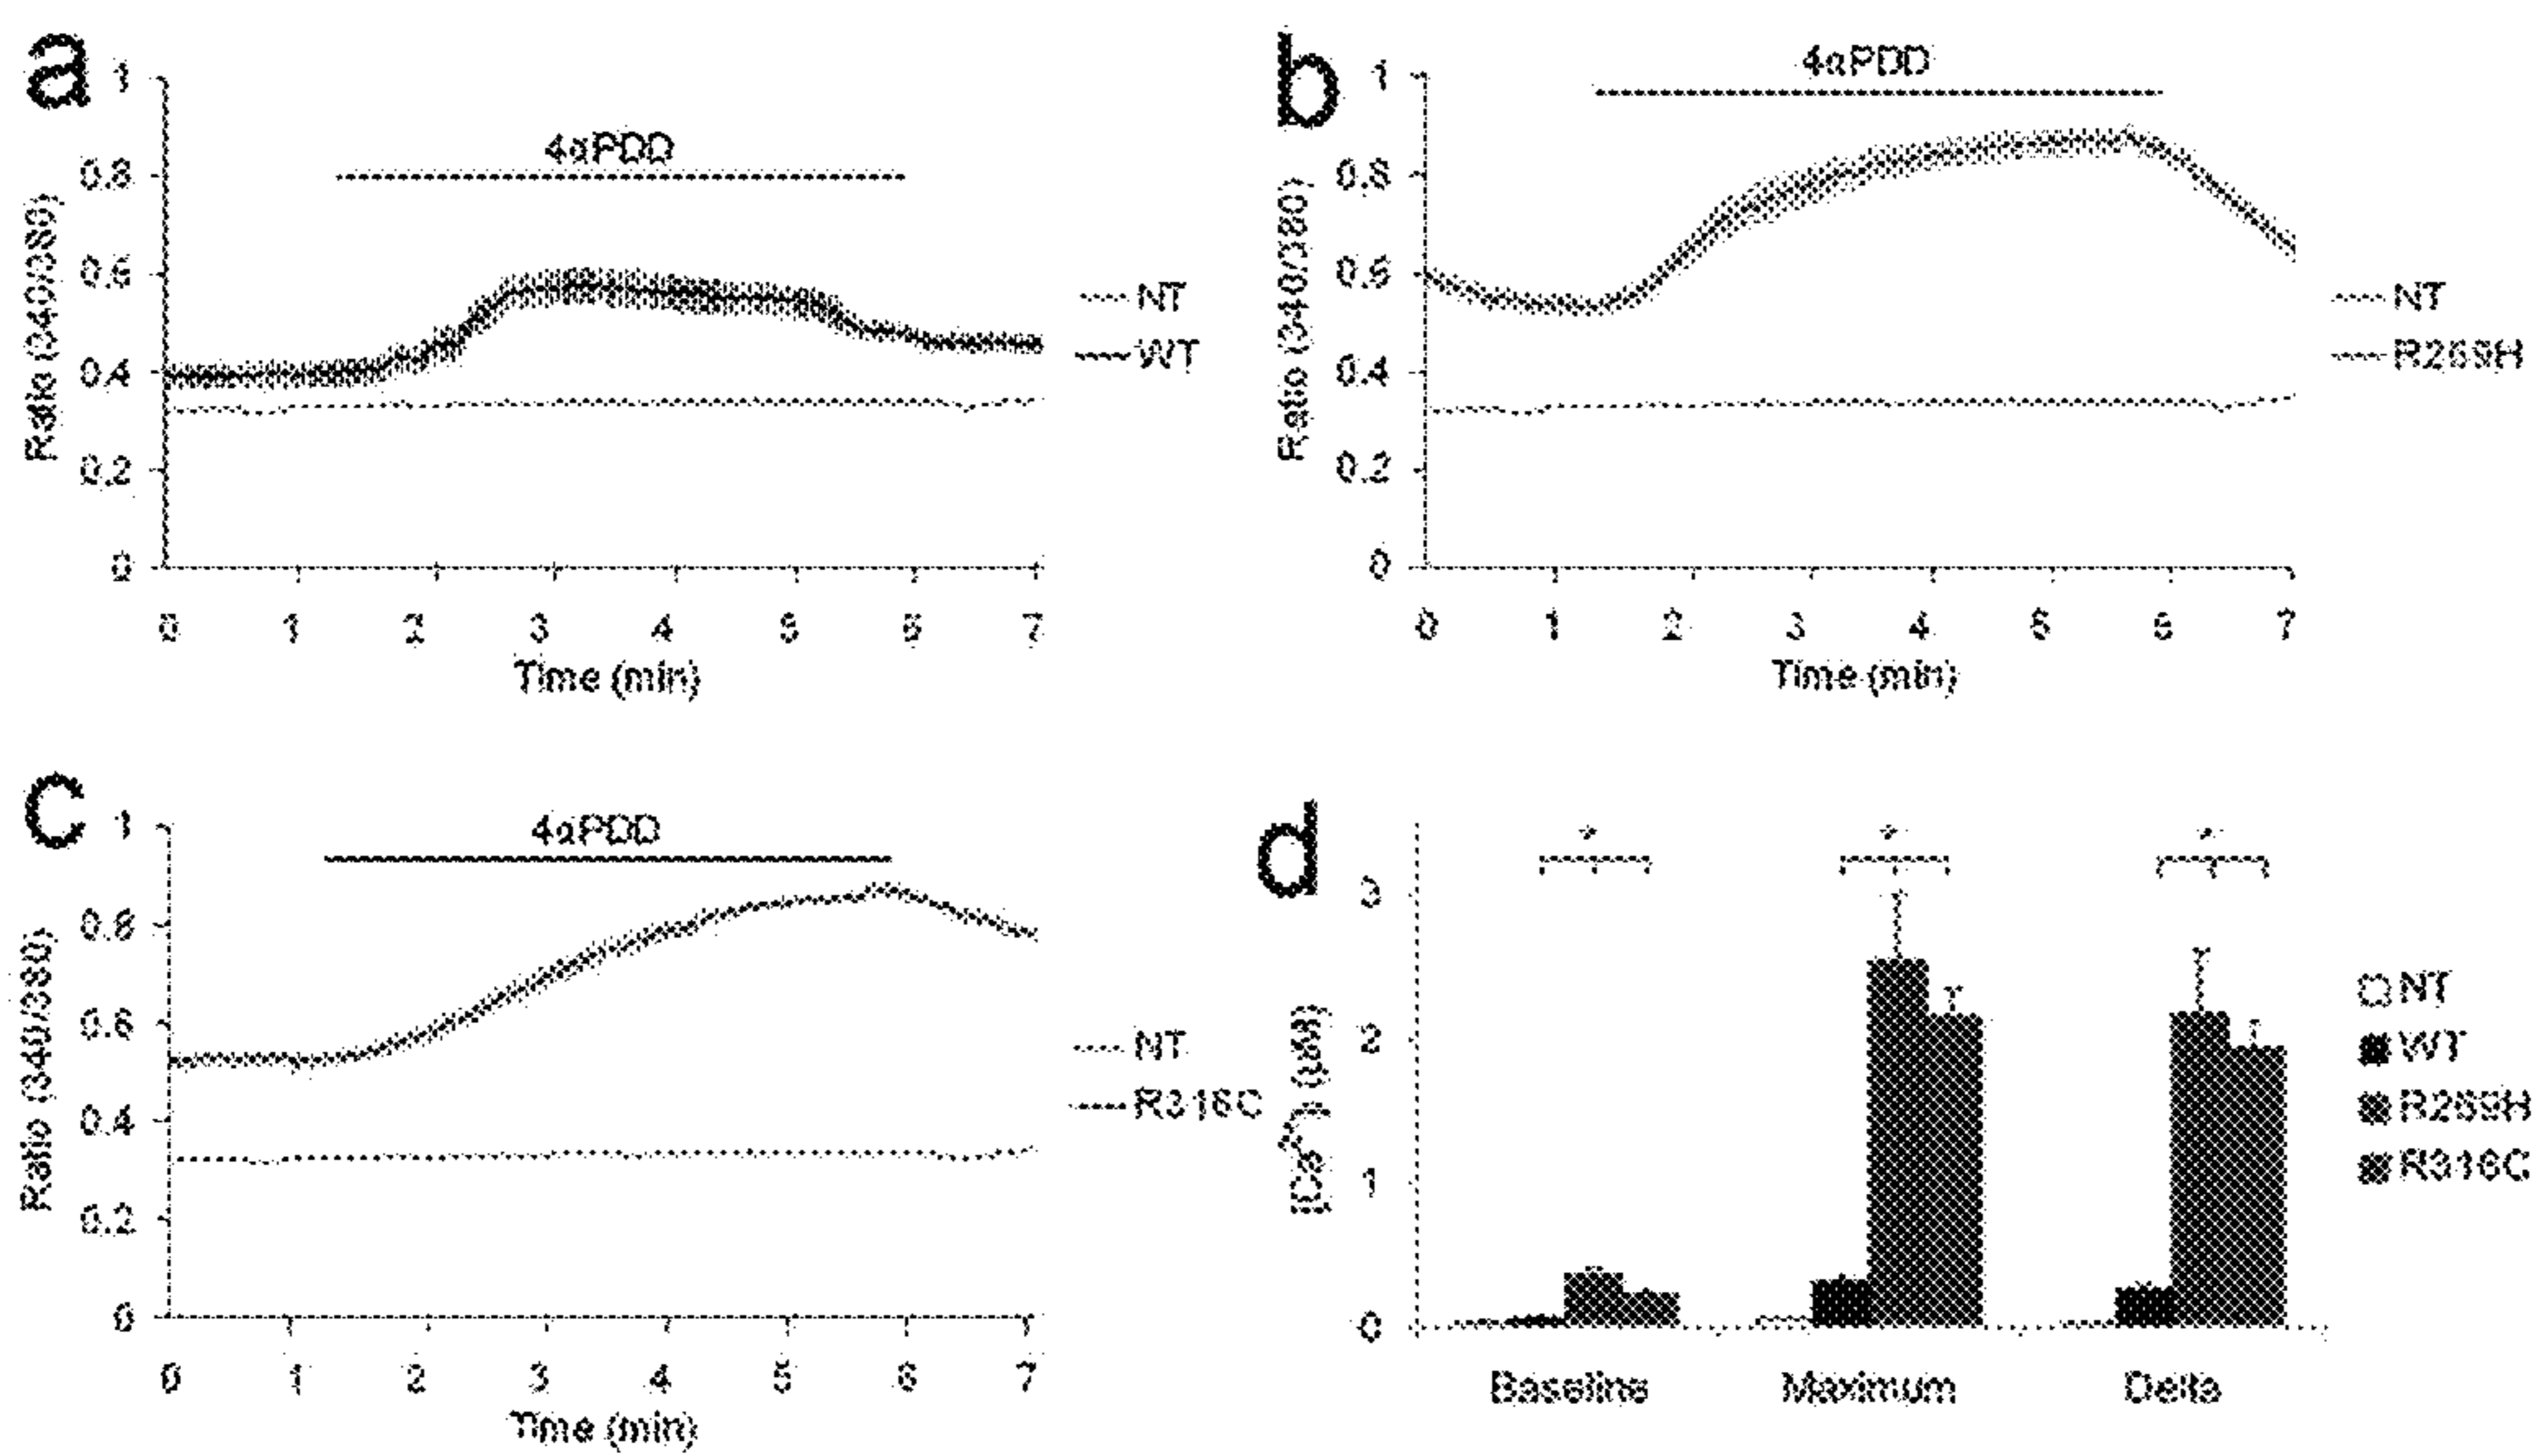 a
4αPDD
Ratio (340/380)
1
0.8
0.6
0.4
0.2
0
0 1 2 3 4 5 6 7
Time (min)
NT
WT
b
4αPDD
Ratio (340/380)
1
0.8
0.6
0.4
0.2
0
0 1 2 3 4 5 6 7
Time (min)
NT
R269H
c
4αPDD
Ratio (340/380)
1
0.8
0.6
0.4
0.2
0
0 1 2 3 4 5 6 7
Time (min)
NT
R316C
d
* * *
[Ca²⁺] (µM)
3
2
1
0
Baseline Maximum Delta
NT
WT
R269H
R316C